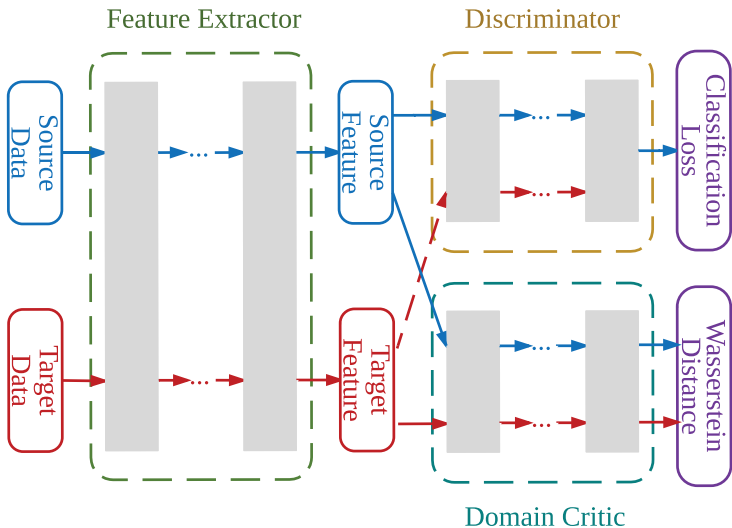 Feature Extractor
Discriminator
Source
Data
Source
Feature
Classification
Loss
...
...
...
...
Target
Data
Target
Feature
Wasserstein
Distance
...
...
Domain Critic